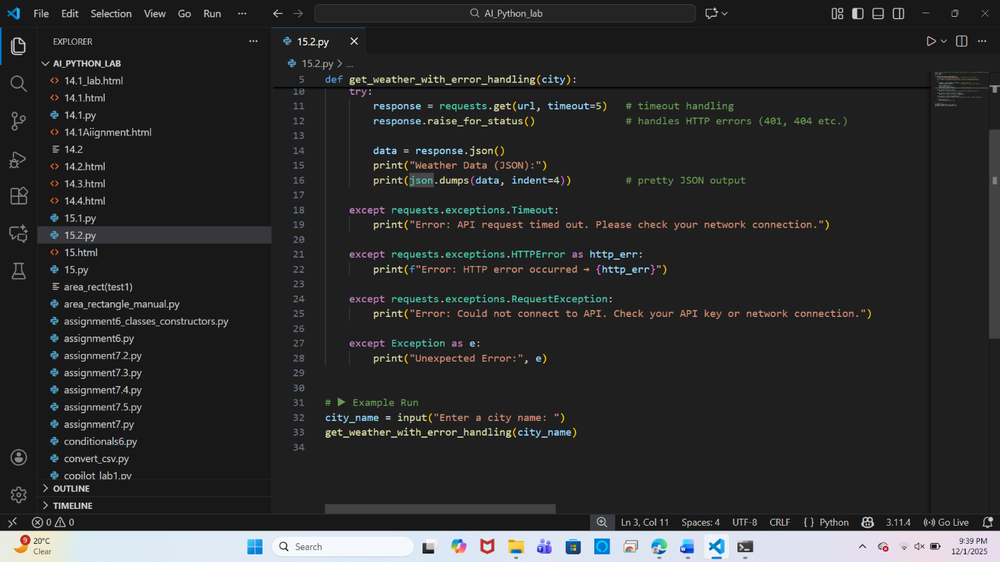 File Edit Selection View Go Run ···
AI_Python_lab
EXPLORER
AI_PYTHON_LAB
14.1_lab.html
14.1.html
14.1.py
14.1Aiignment.html
14.2
14.2.html
14.3.html
14.4.html
15.1.py
15.2.py
15.html
15.py
area_rect(test1)
area_rectangle_manual.py
assignment6_classes_constructors.py
assignment6.py
assignment7.2.py
assignment7.3.py
assignment7.4.py
assignment7.5.py
assignment7.py
conditionals6.py
convert_csv.py
copilot_lab1.py
OUTLINE
TIMELINE
15.2.py
15.2.py > ...
5 def get_weather_with_error_handling(city):
10 try:
11 response = requests.get(url, timeout=5) # timeout handling
12 response.raise_for_status() # handles HTTP errors (401, 404 etc.)
13
14 data = response.json()
15 print("Weather Data (JSON):")
16 print(json.dumps(data, indent=4)) # pretty JSON output
17
18 except requests.exceptions.Timeout:
19 print("Error: API request timed out. Please check your network connection.")
20
21 except requests.exceptions.HTTPError as http_err:
22 print(f"Error: HTTP error occurred → {http_err}")
23
24 except requests.exceptions.RequestException:
25 print("Error: Could not connect to API. Check your API key or network connection.")
26
27 except Exception as e:
28 print("Unexpected Error:", e)
29
30
31 # ▶ Example Run
32 city_name = input("Enter a city name: ")
33 get_weather_with_error_handling(city_name)
34
0 0 Ln 3, Col 11 Spaces: 4 UTF-8 CRLF { } Python 3.11.4 Go Live
9 20°C
Clear
Search
9:39 PM
12/1/2025